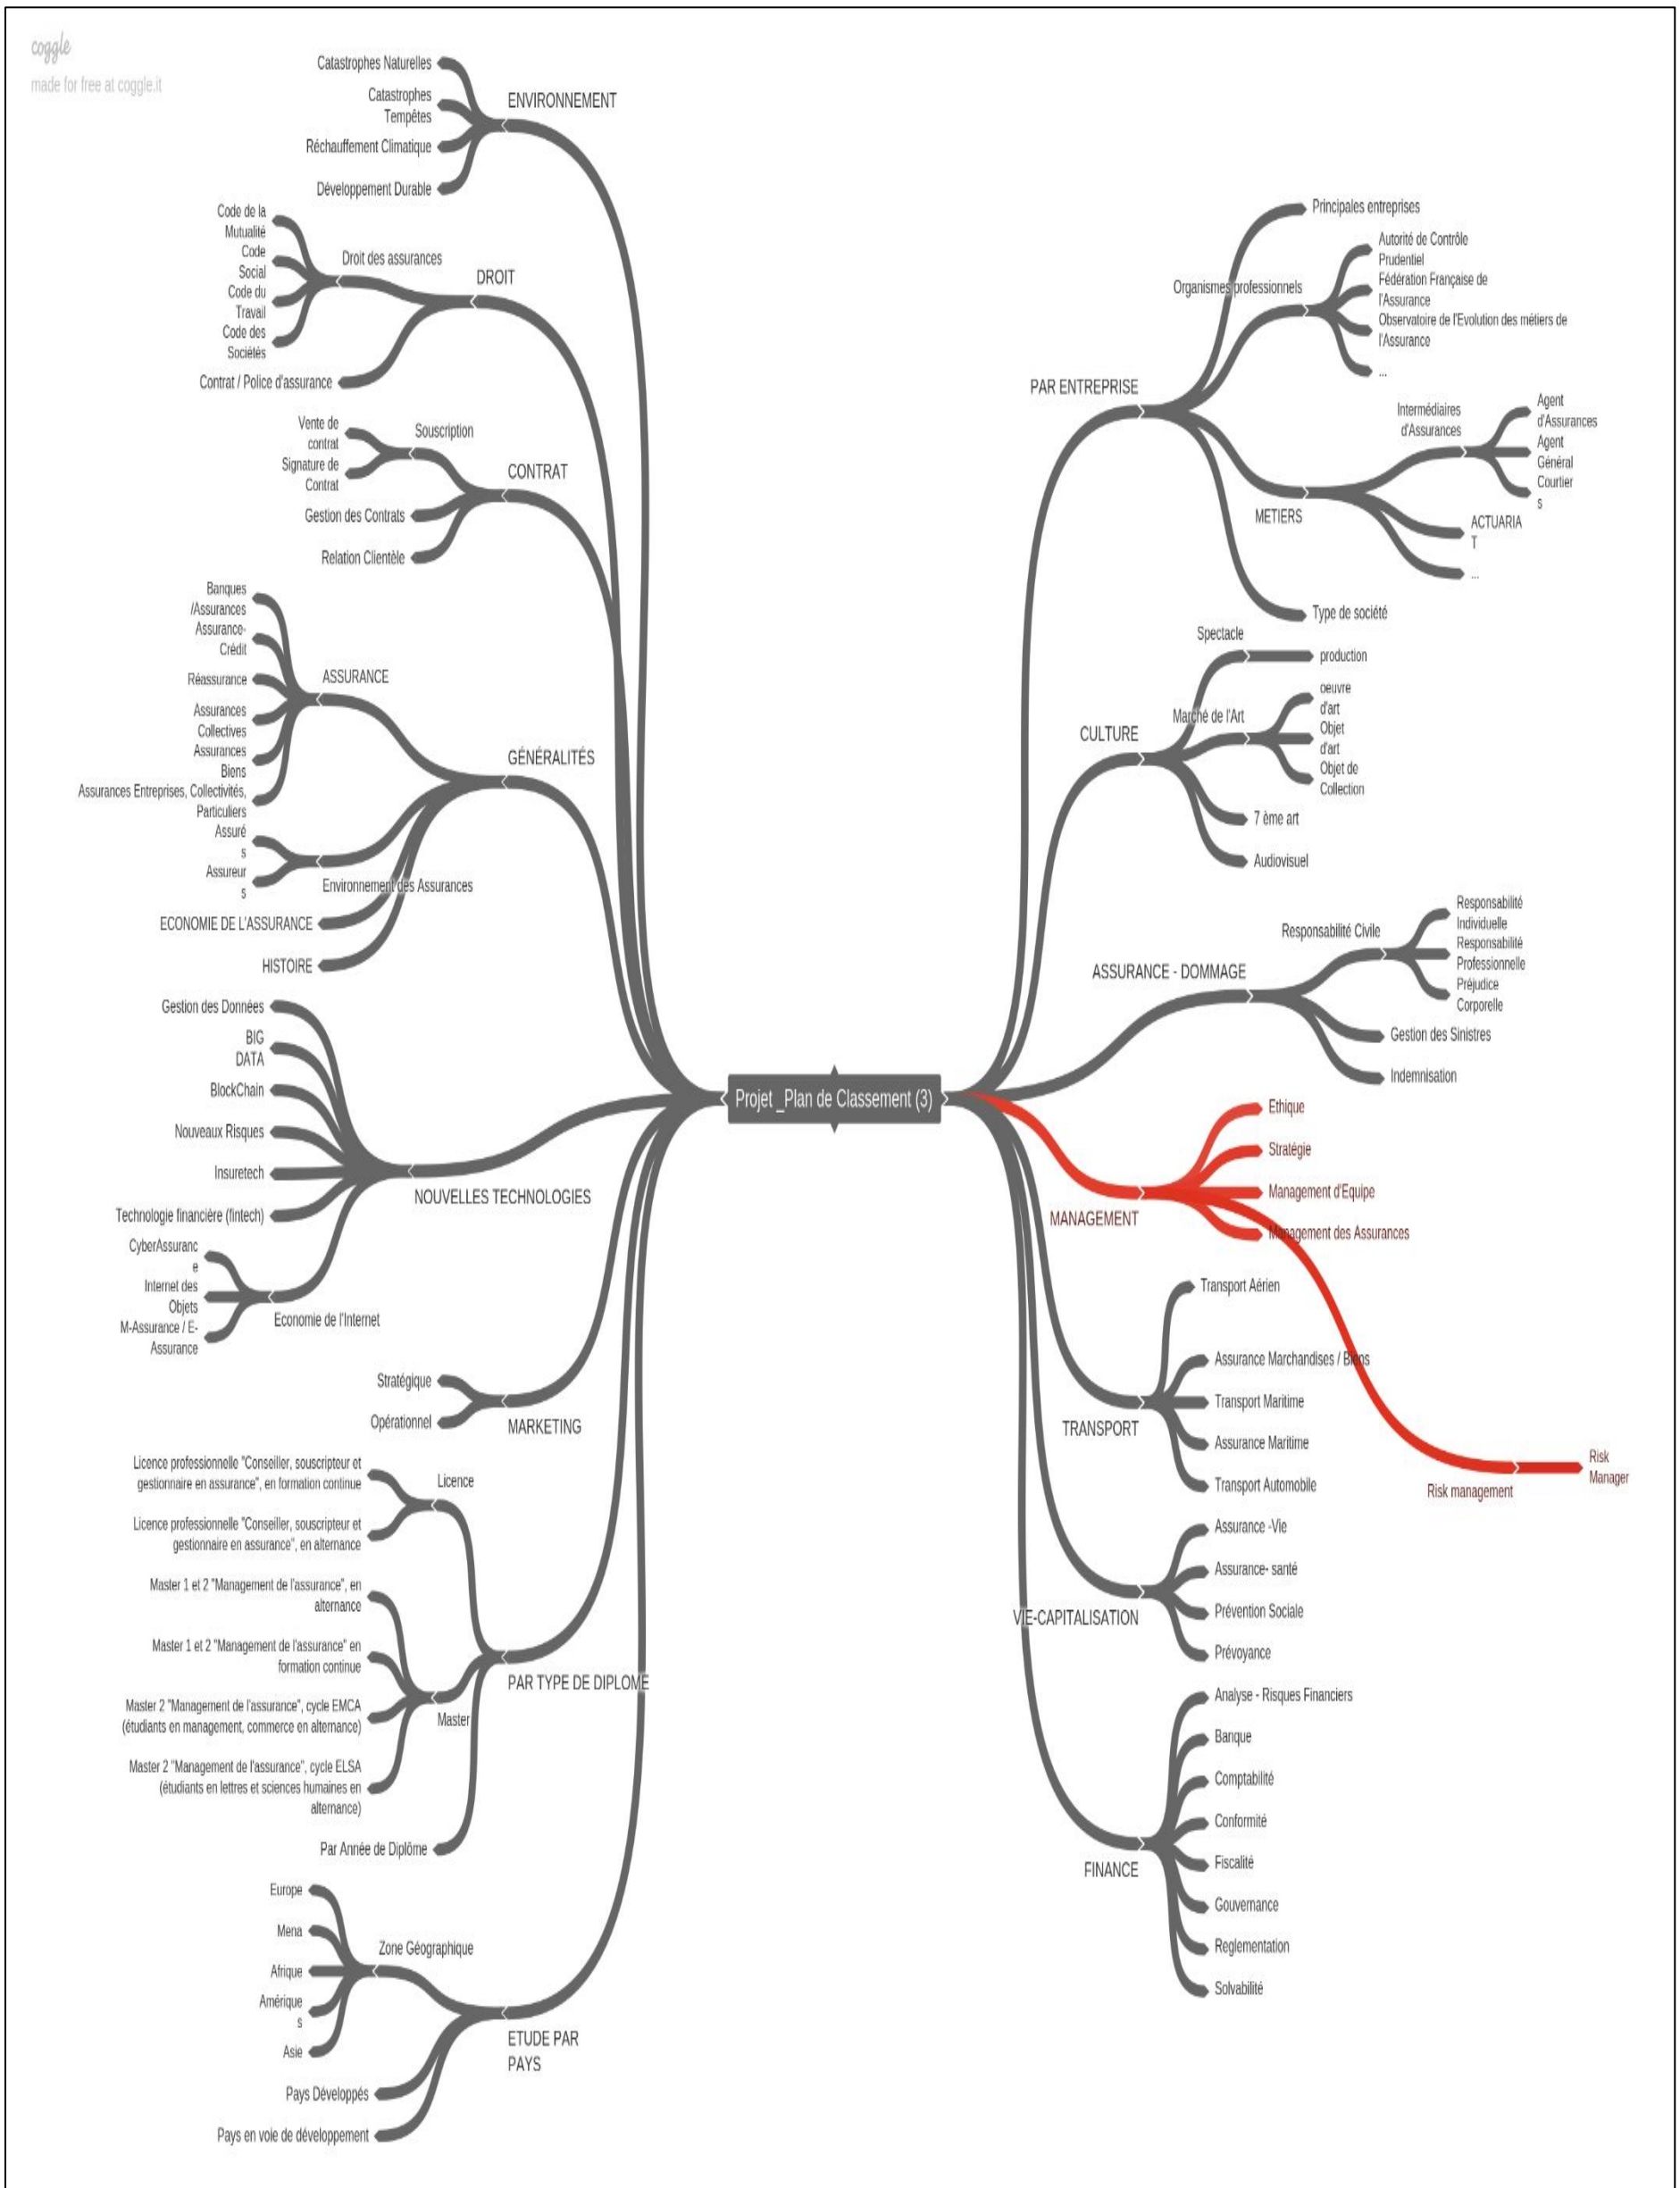 coggle
made for free at coggle.it
Catastrophes Naturelles
Catastrophes
Tempêtes
Réchauffement Climatique
Développement Durable
ENVIRONNEMENT
Code de la
Mutualité
Code
Social
Code du
Travail
Code des
Sociétés
Droit des assurances
Contrat / Police d'assurance
DROIT
Vente de
contrat
Signature de
Contrat
Souscription
Gestion des Contrats
Relation Clientèle
CONTRAT
Banques
/Assurances
Assurance-
Crédit
Réassurance
Assurances
Collectives
Assurances
Biens
Assurances Entreprises, Collectivités,
Particuliers
ASSURANCE
Assuré
s
Assureur
s
Environnement des Assurances
ECONOMIE DE L'ASSURANCE
HISTOIRE
GÉNÉRALITÉS
Gestion des Données
BIG
DATA
BlockChain
Nouveaux Risques
Insuretech
Technologie financière (fintech)
CyberAssuranc
e
Internet des
Objets
M-Assurance / E-
Assurance
Economie de l'Internet
NOUVELLES TECHNOLOGIES
Stratégique
Opérationnel
MARKETING
Licence professionnelle "Conseiller, souscripteur et
gestionnaire en assurance", en formation continue
Licence professionnelle "Conseiller, souscripteur et
gestionnaire en assurance", en alternance
Licence
Master 1 et 2 "Management de l'assurance", en
alternance
Master 1 et 2 "Management de l'assurance" en
formation continue
Master 2 "Management de l'assurance", cycle EMCA
(étudiants en management, commerce en alternance)
Master 2 "Management de l'assurance", cycle ELSA
(étudiants en lettres et sciences humaines en
alternance)
Master
Par Année de Diplôme
PAR TYPE DE DIPLOME
Europe
Mena
Afrique
Amérique
s
Asie
Zone Géographique
Pays Développés
Pays en voie de développement
ETUDE PAR
PAYS
Projet _Plan de Classement (3)
PAR ENTREPRISE
Principales entreprises
Organismes professionnels
Autorité de Contrôle
Prudentiel
Fédération Française de
l'Assurance
Observatoire de l'Evolution des métiers de
l'Assurance
...
METIERS
Intermédiaires
d'Assurances
Agent
d'Assurances
Agent
Général
Courtier
s
ACTUARIA
T
...
Type de société
CULTURE
Spectacle
production
Marché de l'Art
oeuvre
d'art
Objet
d'art
Objet de
Collection
7 ème art
Audiovisuel
ASSURANCE - DOMMAGE
Responsabilité Civile
Responsabilité
Individuelle
Responsabilité
Professionnelle
Préjudice
Corporelle
Gestion des Sinistres
Indemnisation
MANAGEMENT
Ethique
Stratégie
Management d'Equipe
Management des Assurances
Risk management
Risk
Manager
TRANSPORT
Transport Aérien
Assurance Marchandises / Biens
Transport Maritime
Assurance Maritime
Transport Automobile
VIE-CAPITALISATION
Assurance -Vie
Assurance- santé
Prévention Sociale
Prévoyance
FINANCE
Analyse - Risques Financiers
Banque
Comptabilité
Conformité
Fiscalité
Gouvernance
Reglementation
Solvabilité